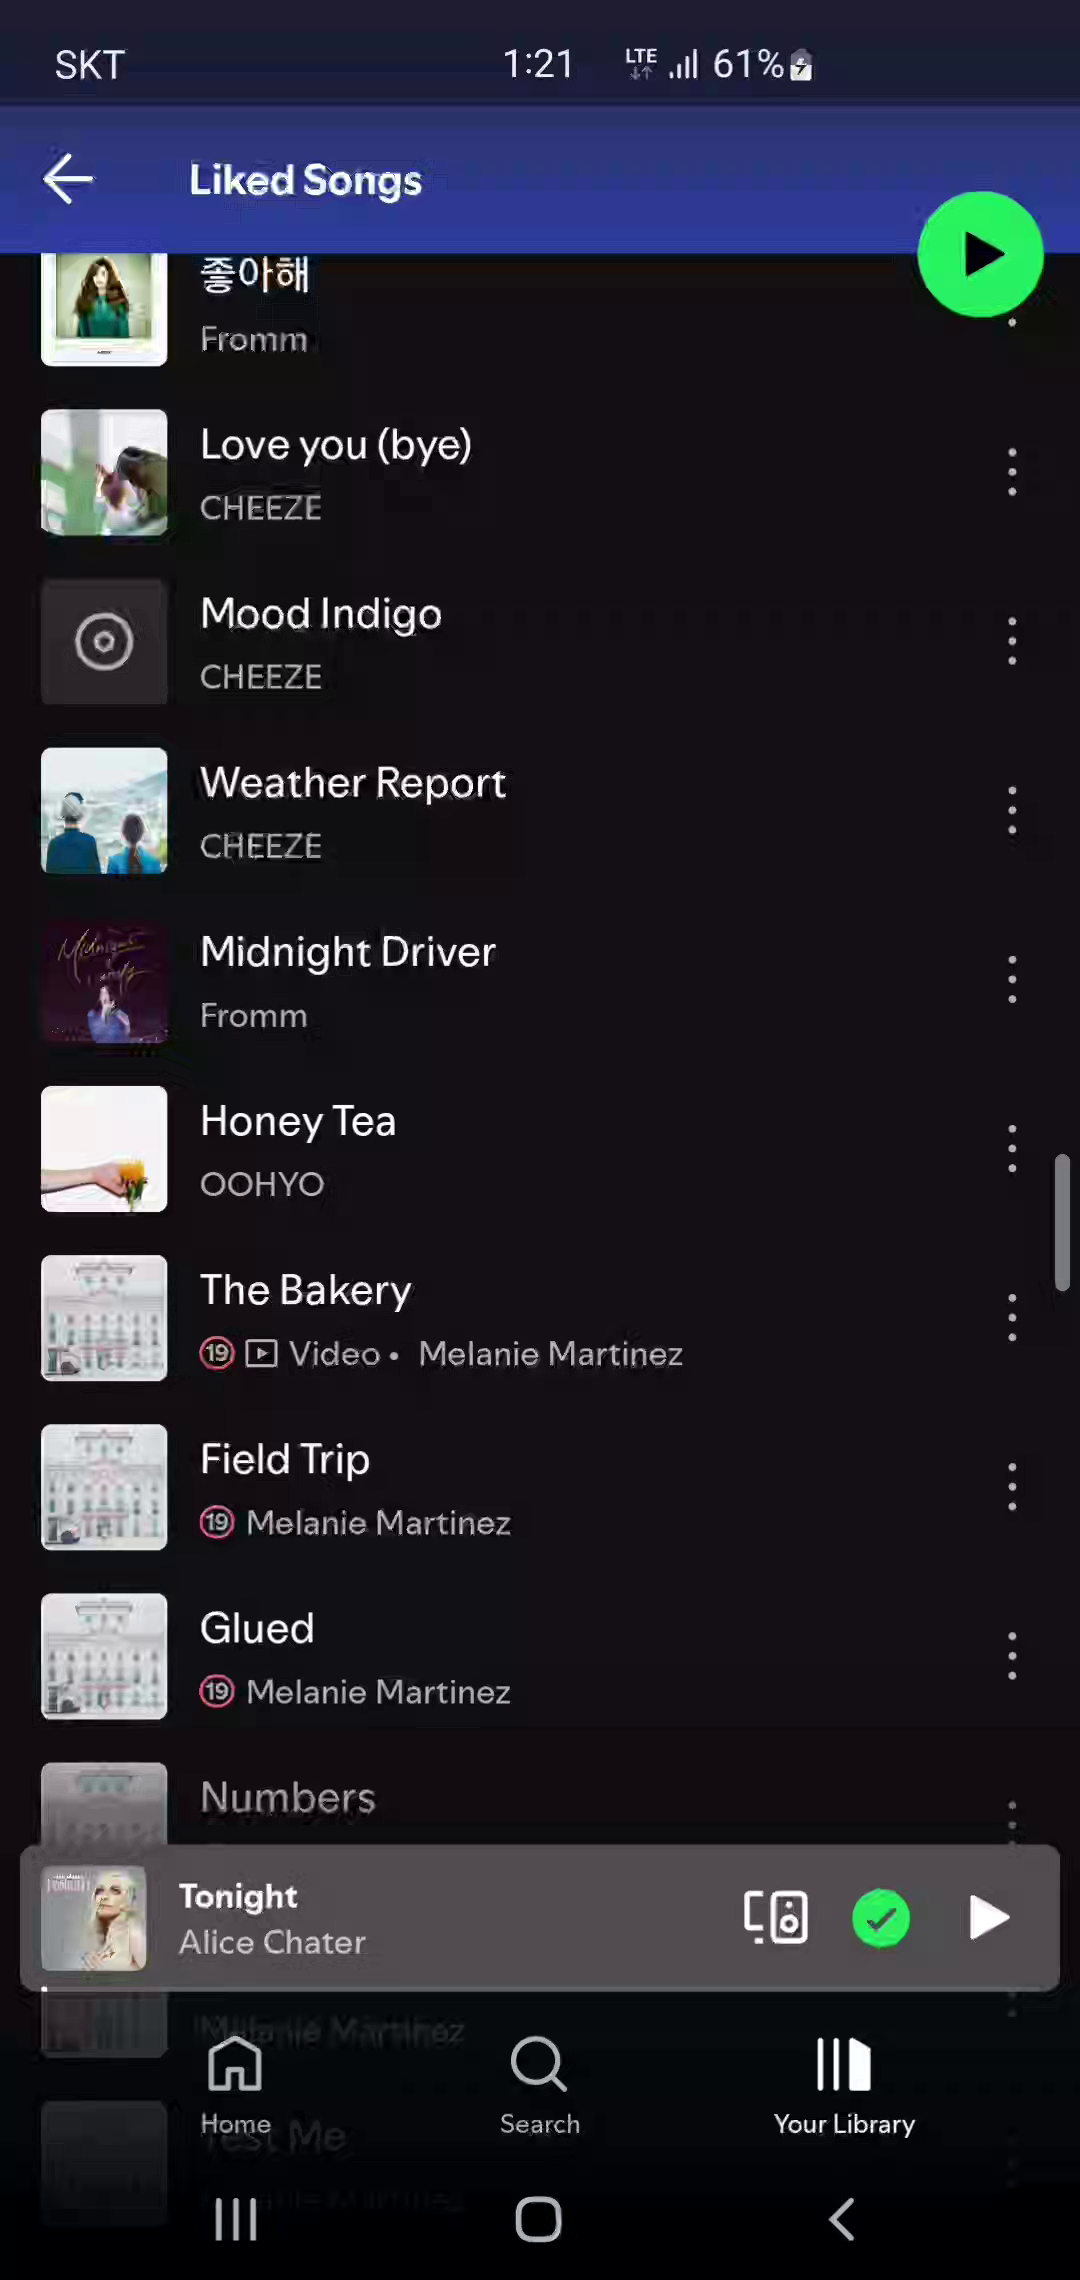 SKT 1:21 LTE 61%
Liked Songs
좋아해
Fromm
Love you (bye)
CHEEZE
Mood Indigo
CHEEZE
Weather Report
CHEEZE
Midnight Driver
Fromm
Honey Tea
OOHYO
The Bakery
19 Video • Melanie Martinez
Field Trip
19 Melanie Martinez
Glued
19 Melanie Martinez
Numbers
Tonight
Alice Chater
Melanie Martinez
Home Search Your Library
Test Me
Melanie Martinez